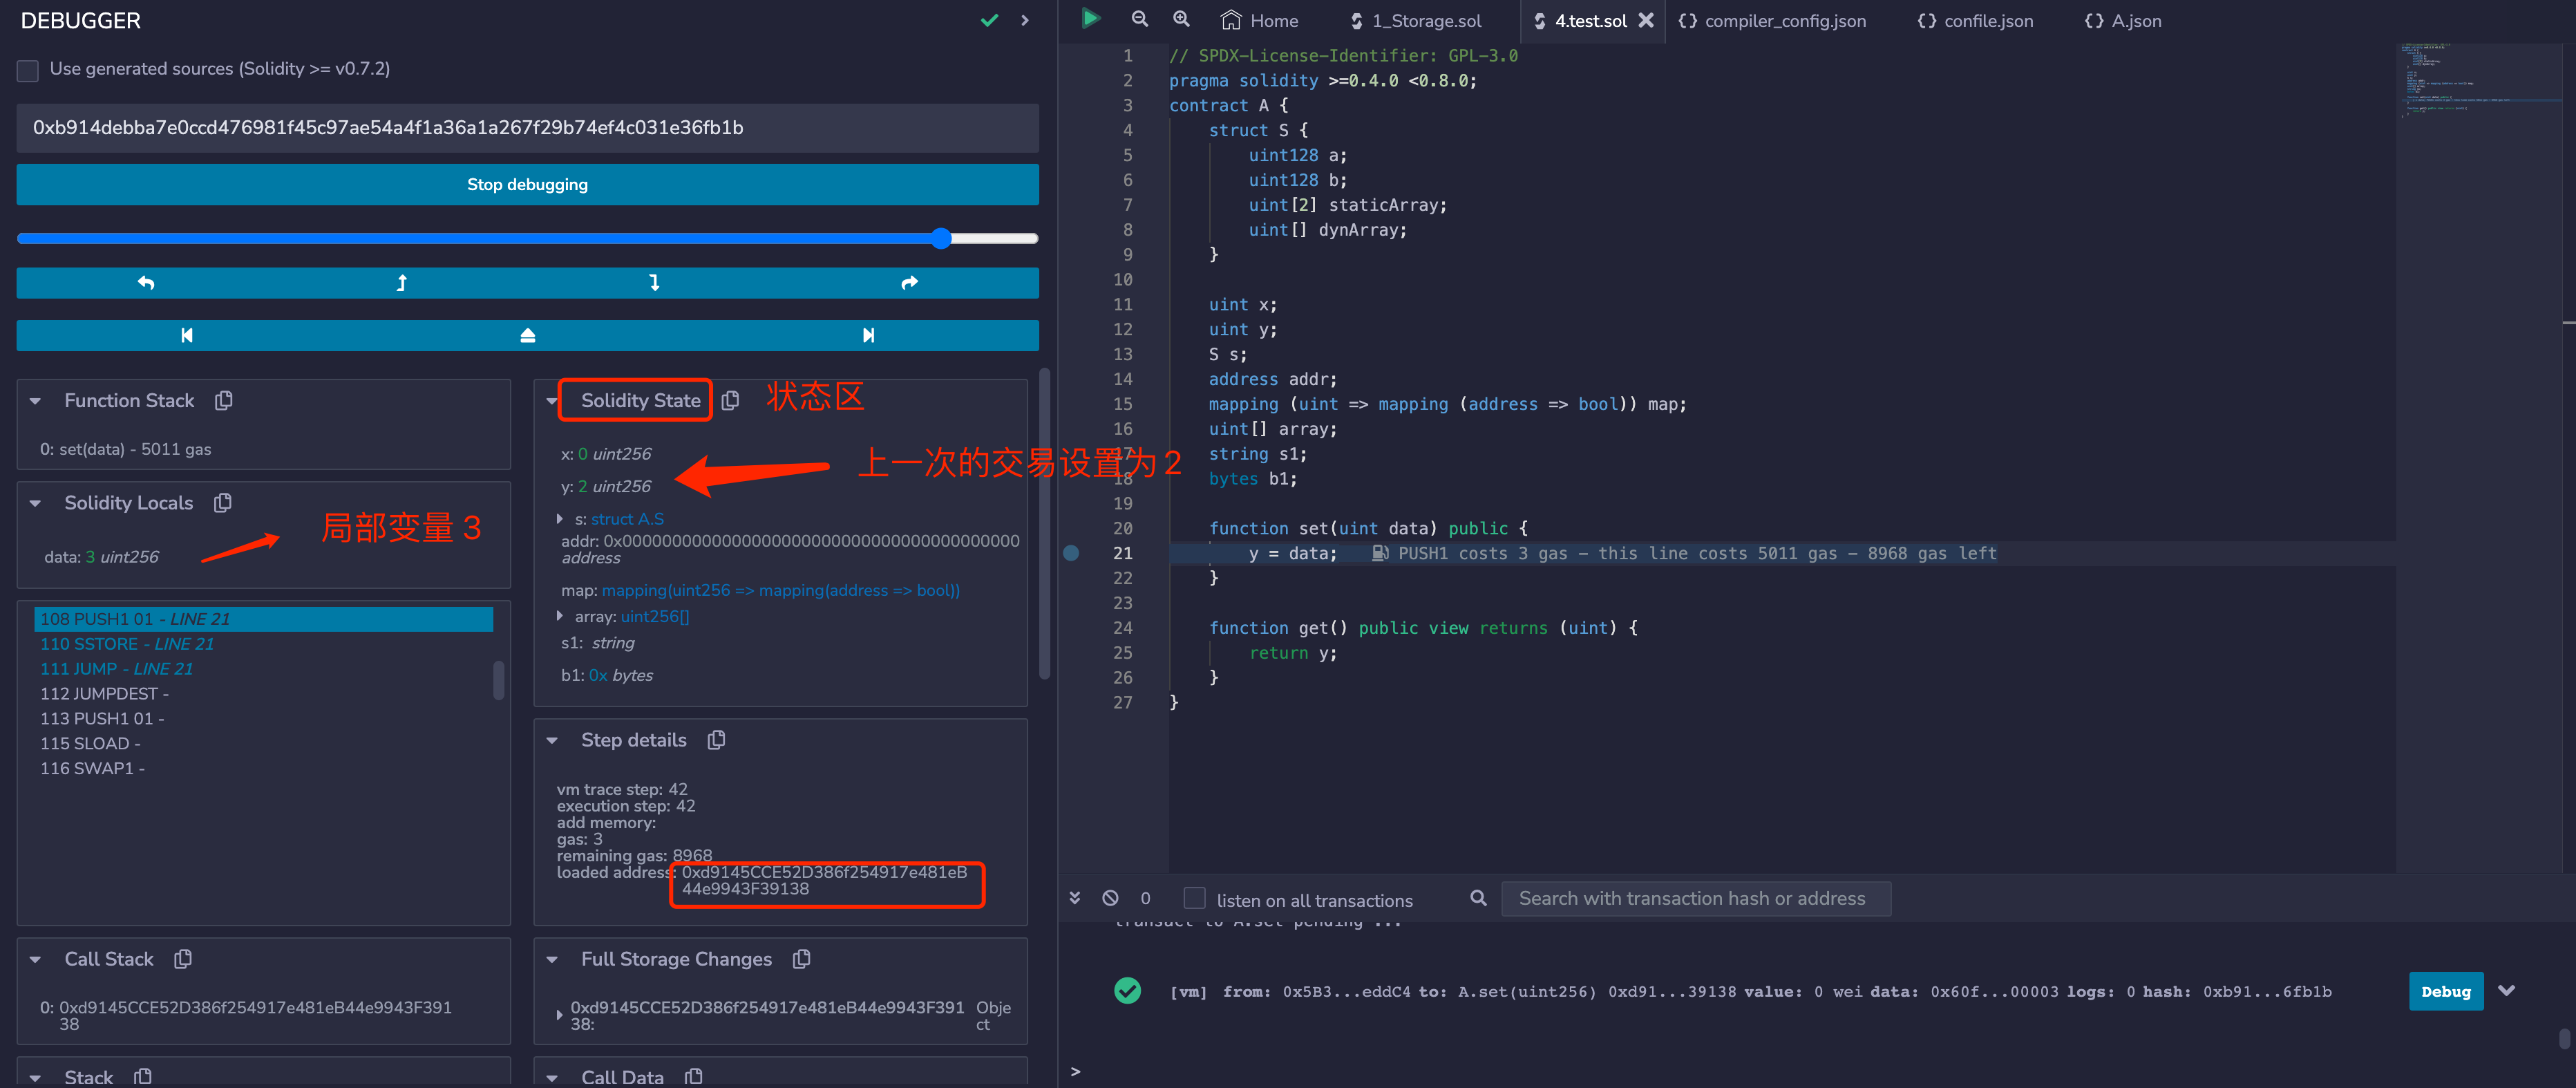 DEBUGGER
Use generated sources (Solidity >= v0.7.2)
0xb914debba7e0ccd476981f45c97ae54a4f1a36a1a267f29b74ef4c031e36fb1b
Stop debugging
Function Stack
0: set(data) - 5011 gas
Solidity Locals
局部变量 3
data: 3 uint256
108 PUSH1 01 - LINE 21
110 SSTORE - LINE 21
111 JUMP - LINE 21
112 JUMPDEST -
113 PUSH1 01 -
115 SLOAD -
116 SWAP1 -
Call Stack
0: 0xd9145CCE52D386f254917e481eB44e9943F391
38
Stack
Solidity State
状态区
x: 0 uint256
上一次的交易设置为 2
y: 2 uint256
s: struct A.S
addr: 0x0000000000000000000000000000000000000000
address
map: mapping(uint256 => mapping(address => bool))
array: uint256[]
s1: string
b1: 0x bytes
Step details
vm trace step: 42
execution step: 42
add memory:
gas: 3
remaining gas: 8968
loaded address: 0xd9145CCE52D386f254917e481eB
44e9943F39138
Full Storage Changes
0xd9145CCE52D386f254917e481eB44e9943F391 Obje
38: ct
Call Data
Home
1_Storage.sol
4.test.sol
{} compiler_config.json
{} confile.json
{} A.json
1 // SPDX-License-Identifier: GPL-3.0
2 pragma solidity >=0.4.0 <0.8.0;
3 contract A {
4 struct S {
5 uint128 a;
6 uint128 b;
7 uint[2] staticArray;
8 uint[] dynArray;
9 }
10
11 uint x;
12 uint y;
13 S s;
14 address addr;
15 mapping (uint => mapping (address => bool)) map;
16 uint[] array;
17 string s1;
18 bytes b1;
19
20 function set(uint data) public {
21 y = data; PUSH1 costs 3 gas - this line costs 5011 gas - 8968 gas left
22 }
23
24 function get() public view returns (uint) {
25 return y;
26 }
27 }
0 listen on all transactions
Search with transaction hash or address
transact to A.set pending ...
[vm] from: 0x5B3...eddC4 to: A.set(uint256) 0xd91...39138 value: 0 wei data: 0x60f...00003 logs: 0 hash: 0xb91...6fb1b
Debug
>